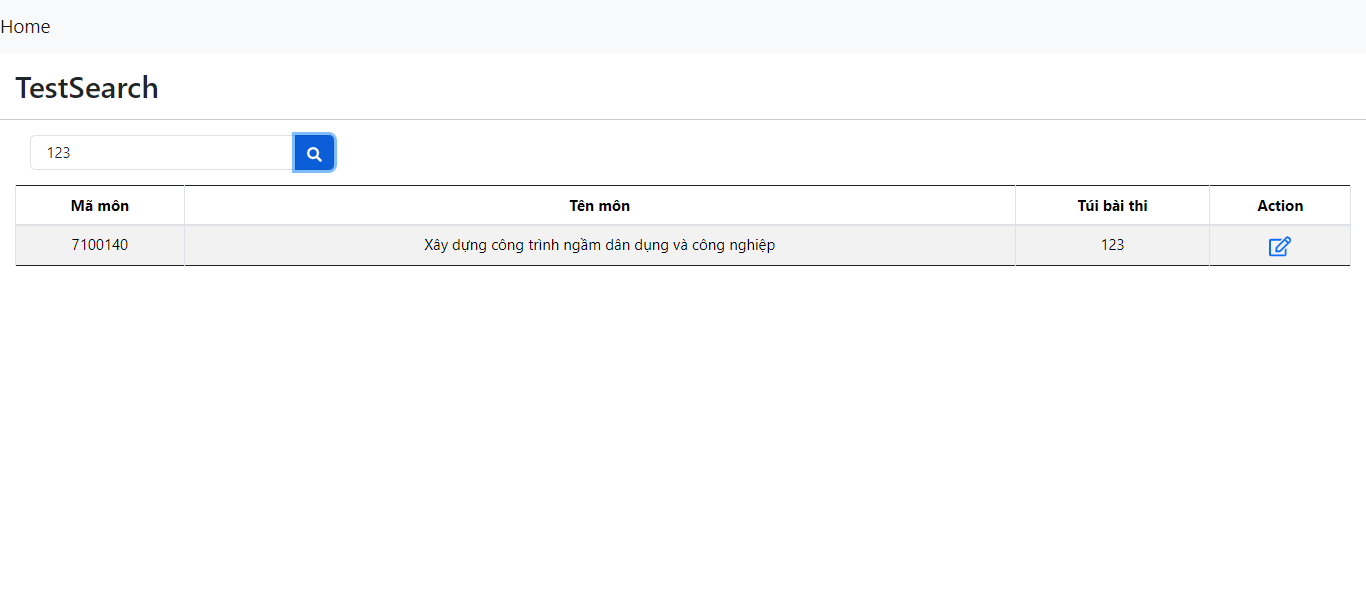 Home
TestSearch
123
Mã môn Tên môn Túi bài thi Action
7100140 Xây dựng công trình ngầm dân dụng và công nghiệp 123